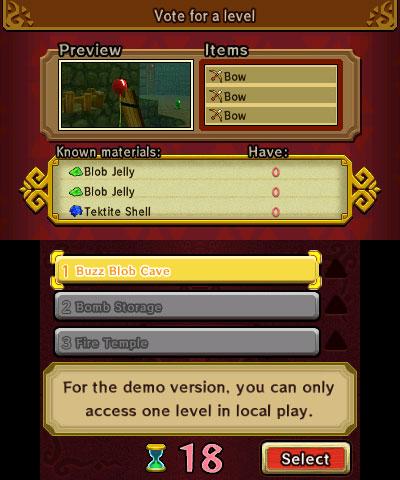 Vote for a level
Preview
Items
Bow
Bow
Bow
Known materials:
Have:
Blob Jelly
0
Blob Jelly
0
Tektite Shell
0
1 Buzz Blob Cave
2 Bomb Storage
3 Fire Temple
For the demo version, you can only
access one level in local play.
18
Select